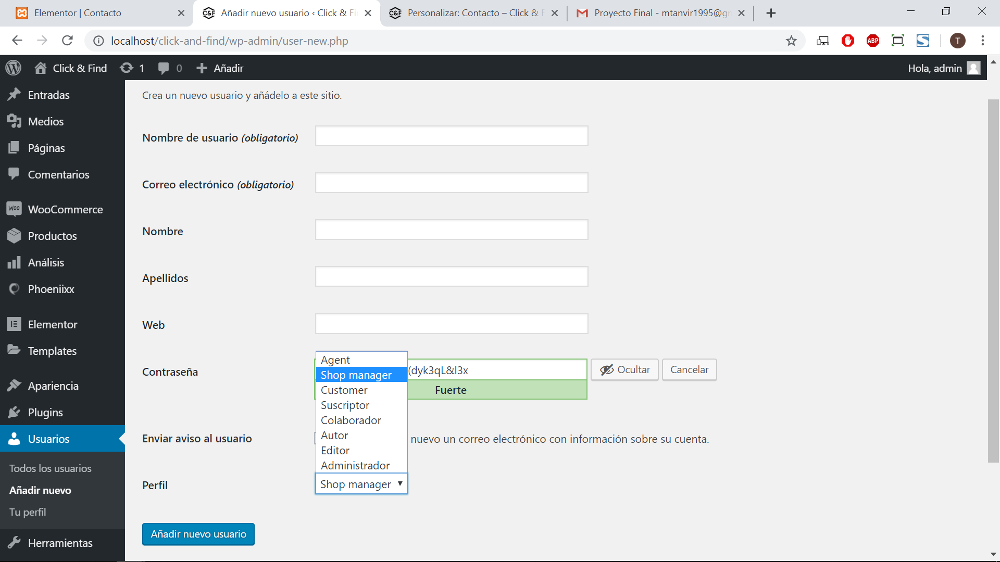 Elementor | Contacto
C&F
Añadir nuevo usuario ‹ Click & Fi
C&F
Personalizar: Contacto – Click & F
Proyecto Final - mtanvir1995@gm
localhost/click-and-find/wp-admin/user-new.php
ABP
S
T
Click & Find
1
0
Añadir
Hola, admin
Entradas
Medios
Páginas
Comentarios
Woo
WooCommerce
Productos
Análisis
Phoeniixx
Elementor
Templates
Apariencia
Plugins
Usuarios
Todos los usuarios
Añadir nuevo
Tu perfil
Herramientas
Crea un nuevo usuario y añádelo a este sitio.
Nombre de usuario (obligatorio)
Correo electrónico (obligatorio)
Nombre
Apellidos
Web
Contraseña
(dyk3qL&l3x
Ocultar
Cancelar
Fuerte
Agent
Shop manager
Customer
Suscriptor
Colaborador
Autor
Editor
Administrador
Enviar aviso al usuario
nuevo un correo electrónico con información sobre su cuenta.
Perfil
Shop manager
Añadir nuevo usuario